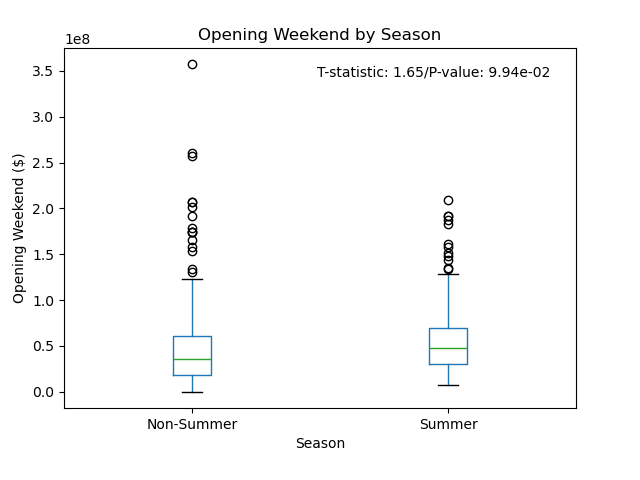 Opening Weekend by Season
1e8
T-statistic: 1.65/P-value: 9.94e-02
3.5
3.0
2.5
2.0
1.5
1.0
0.5
0.0
Opening Weekend ($)
Non-Summer
Summer
Season